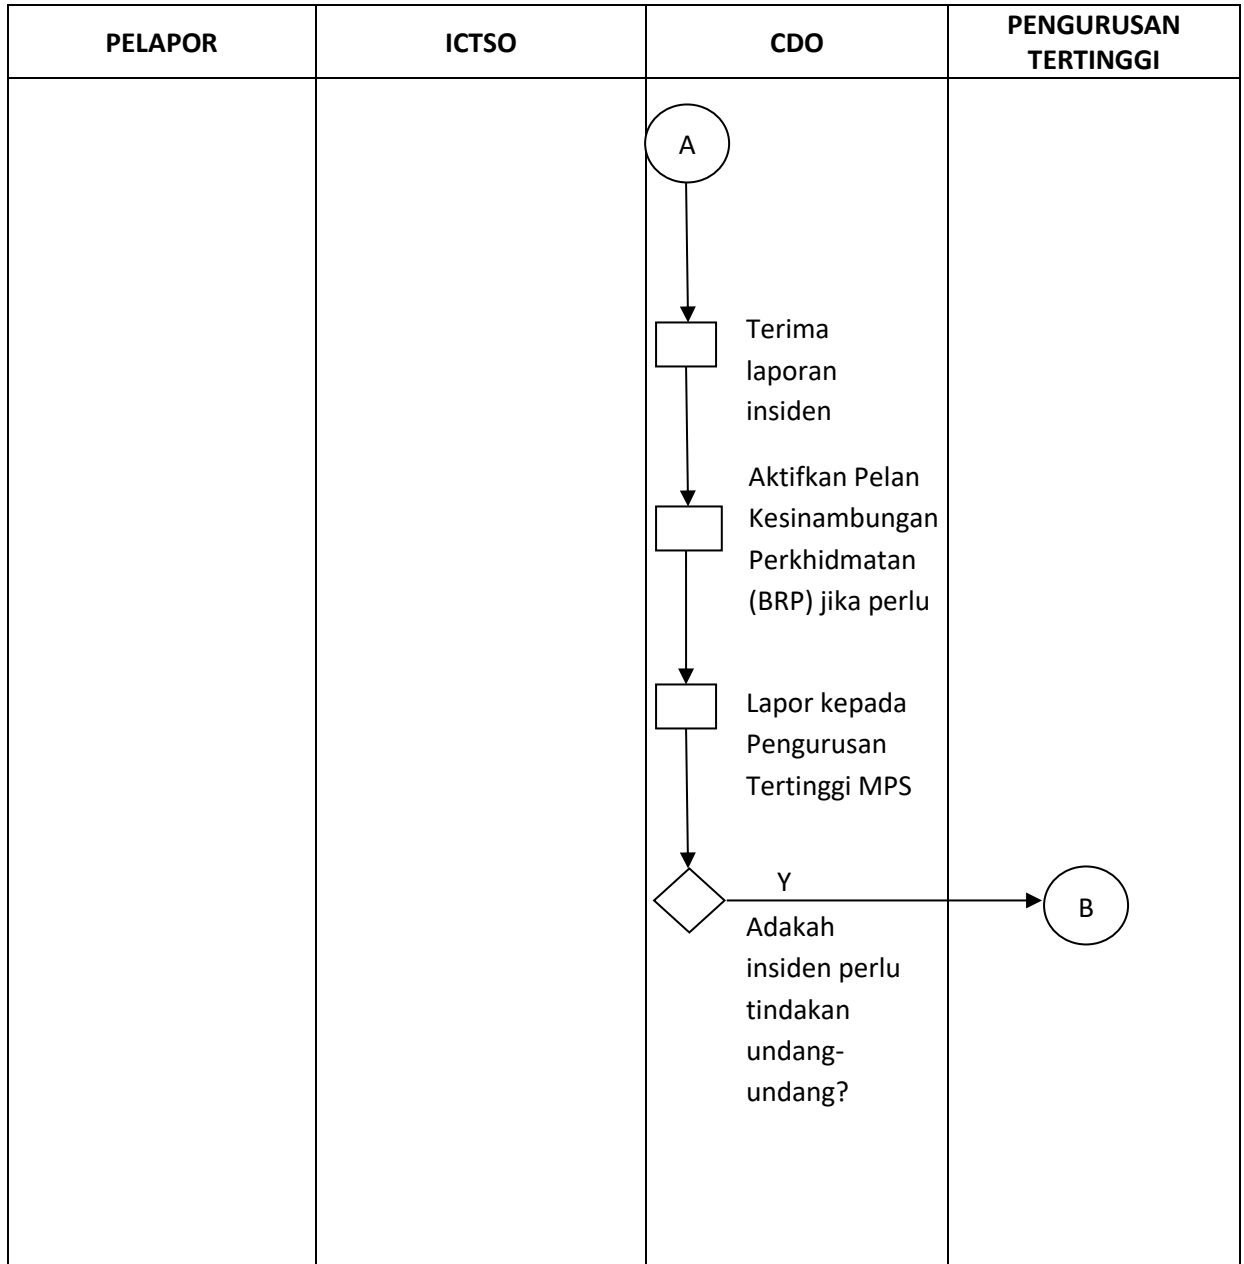 PELAPOR
ICTSO
CDO
PENGURUSAN
TERTINGGI
A
Terima
laporan
insiden
Aktifkan Pelan
Kesinambungan
Perkhidmatan
(BRP) jika perlu
Lapor kepada
Pengurusan
Tertinggi MPS
Y
B
Adakah
insiden perlu
tindakan
undang-
undang?